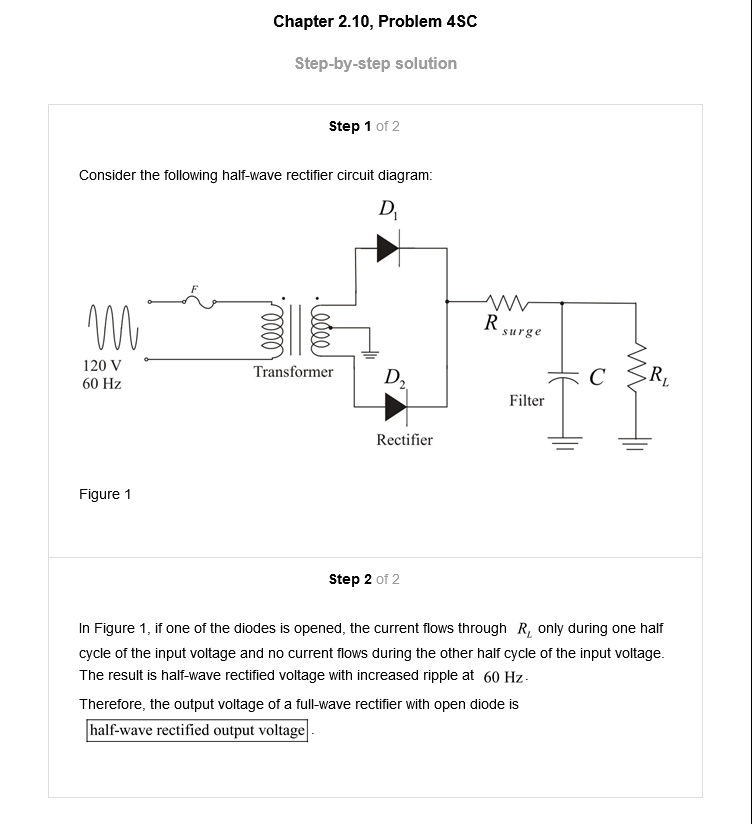 Chapter 2.10, Problem 4SC
Step-by-step solution
Step 1 of 2
Consider the following half-wave rectifier circuit diagram:
D1
F
R surge
120 V
60 Hz
Transformer
D2
C
RL
Filter
Rectifier
Figure 1
Step 2 of 2
In Figure 1, if one of the diodes is opened, the current flows through RL only during one half
cycle of the input voltage and no current flows during the other half cycle of the input voltage.
The result is half-wave rectified voltage with increased ripple at 60 Hz.
Therefore, the output voltage of a full-wave rectifier with open diode is
half-wave rectified output voltage.